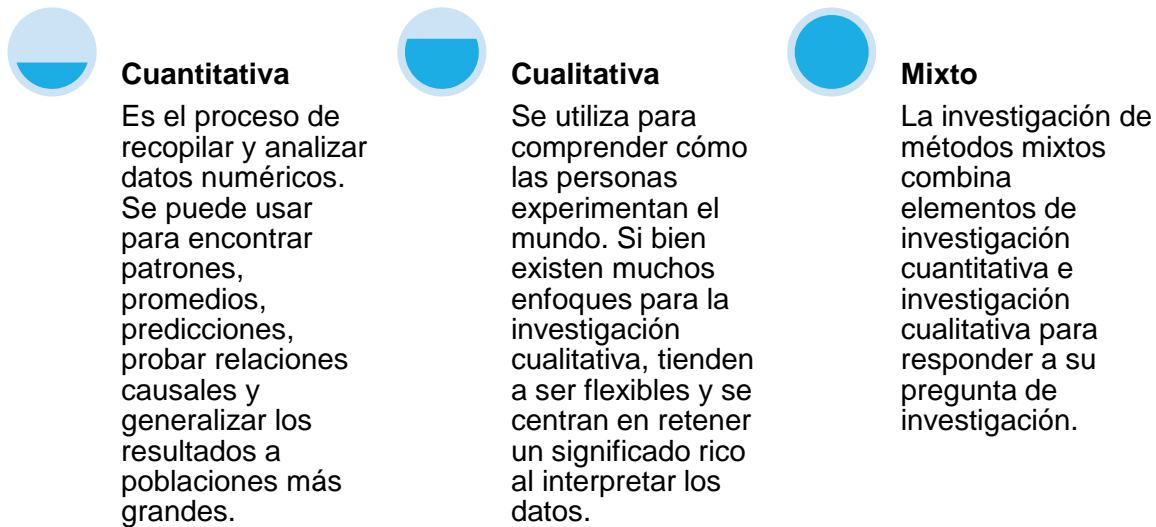 Cuantitativa
Es el proceso de
recopilar y analizar
datos numéricos.
Se puede usar
para encontrar
patrones,
promedios,
predicciones,
probar relaciones
causales y
generalizar los
resultados a
poblaciones más
grandes.
Cualitativa
Se utiliza para
comprender cómo
las personas
experimentan el
mundo. Si bien
existen muchos
enfoques para la
investigación
cualitativa, tienden
a ser flexibles y se
centran en retener
un significado rico
al interpretar los
datos.
Mixto
La investigación de
métodos mixtos
combina
elementos de
investigación
cuantitativa e
investigación
cualitativa para
responder a su
pregunta de
investigación.